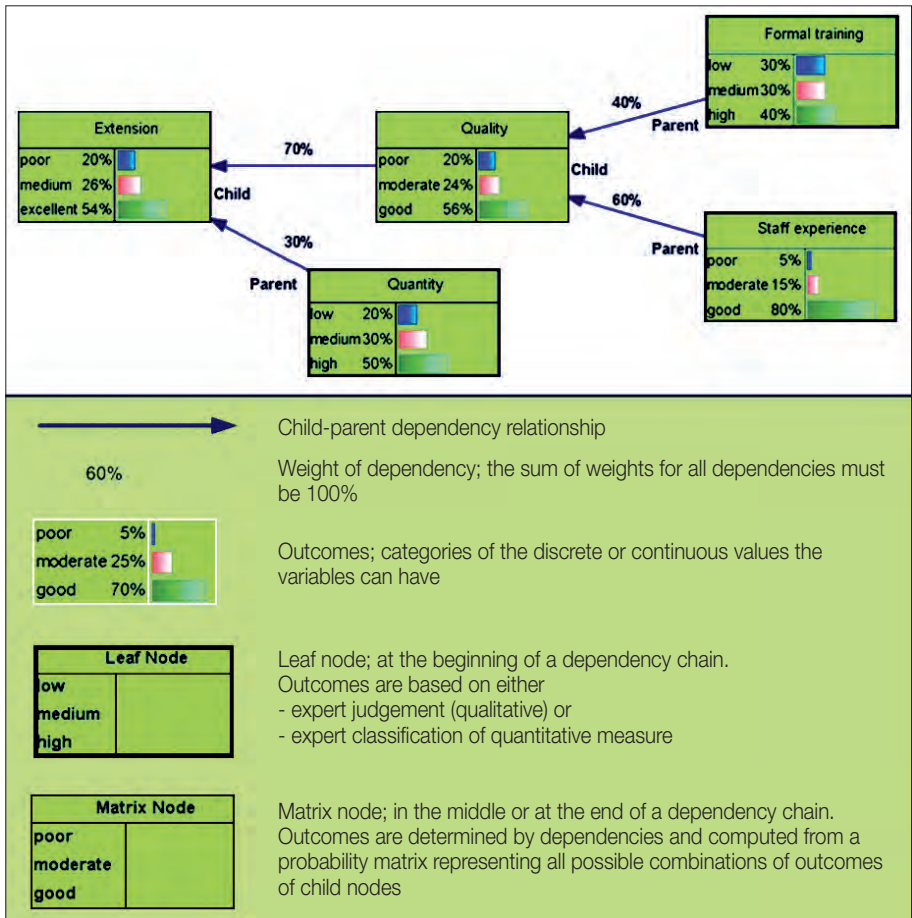 Formal training
low 30%
medium 30%
high 40%
40%
Parent
Extension
poor 20%
medium 26%
excellent 54%
70%
Child
Quality
poor 20%
moderate 24%
good 56%
Child
60%
Parent
Staff experience
poor 5%
moderate 15%
good 80%
30%
Parent
Quantity
low 20%
medium 30%
high 50%
Child-parent dependency relationship
60%
Weight of dependency; the sum of weights for all dependencies must
be 100%
poor 5%
moderate 25%
good 70%
Outcomes; categories of the discrete or continuous values the
variables can have
Leaf Node
low
medium
high
Leaf node; at the beginning of a dependency chain.
Outcomes are based on either
- expert judgement (qualitative) or
- expert classification of quantitative measure
Matrix Node
poor
moderate
good
Matrix node; in the middle or at the end of a dependency chain.
Outcomes are determined by dependencies and computed from a
probability matrix representing all possible combinations of outcomes
of child nodes